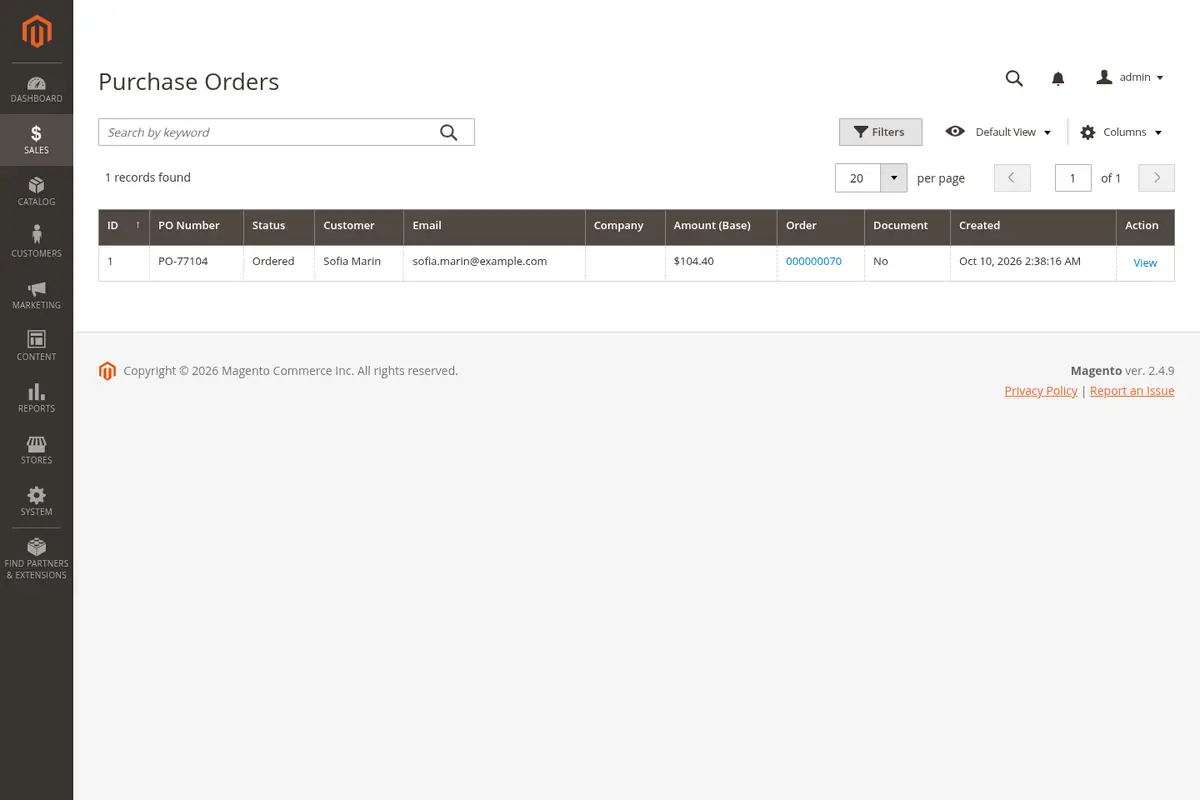 DASHBOARD
SALES
CATALOG
CUSTOMERS
MARKETING
CONTENT
REPORTS
STORES
SYSTEM
FIND PARTNERS
& EXTENSIONS
Purchase Orders
admin
Search by keyword
Filters
Default View
Columns
1 records found
20
per page
1
of 1
ID ↑ PO Number Status Customer Email Company Amount (Base) Order Document Created Action
1 PO-77104 Ordered Sofia Marin sofia.marin@example.com $104.40 000000070 No Oct 10, 2026 2:38:16 AM View
Copyright © 2026 Magento Commerce Inc. All rights reserved.
Magento ver. 2.4.9
Privacy Policy | Report an Issue